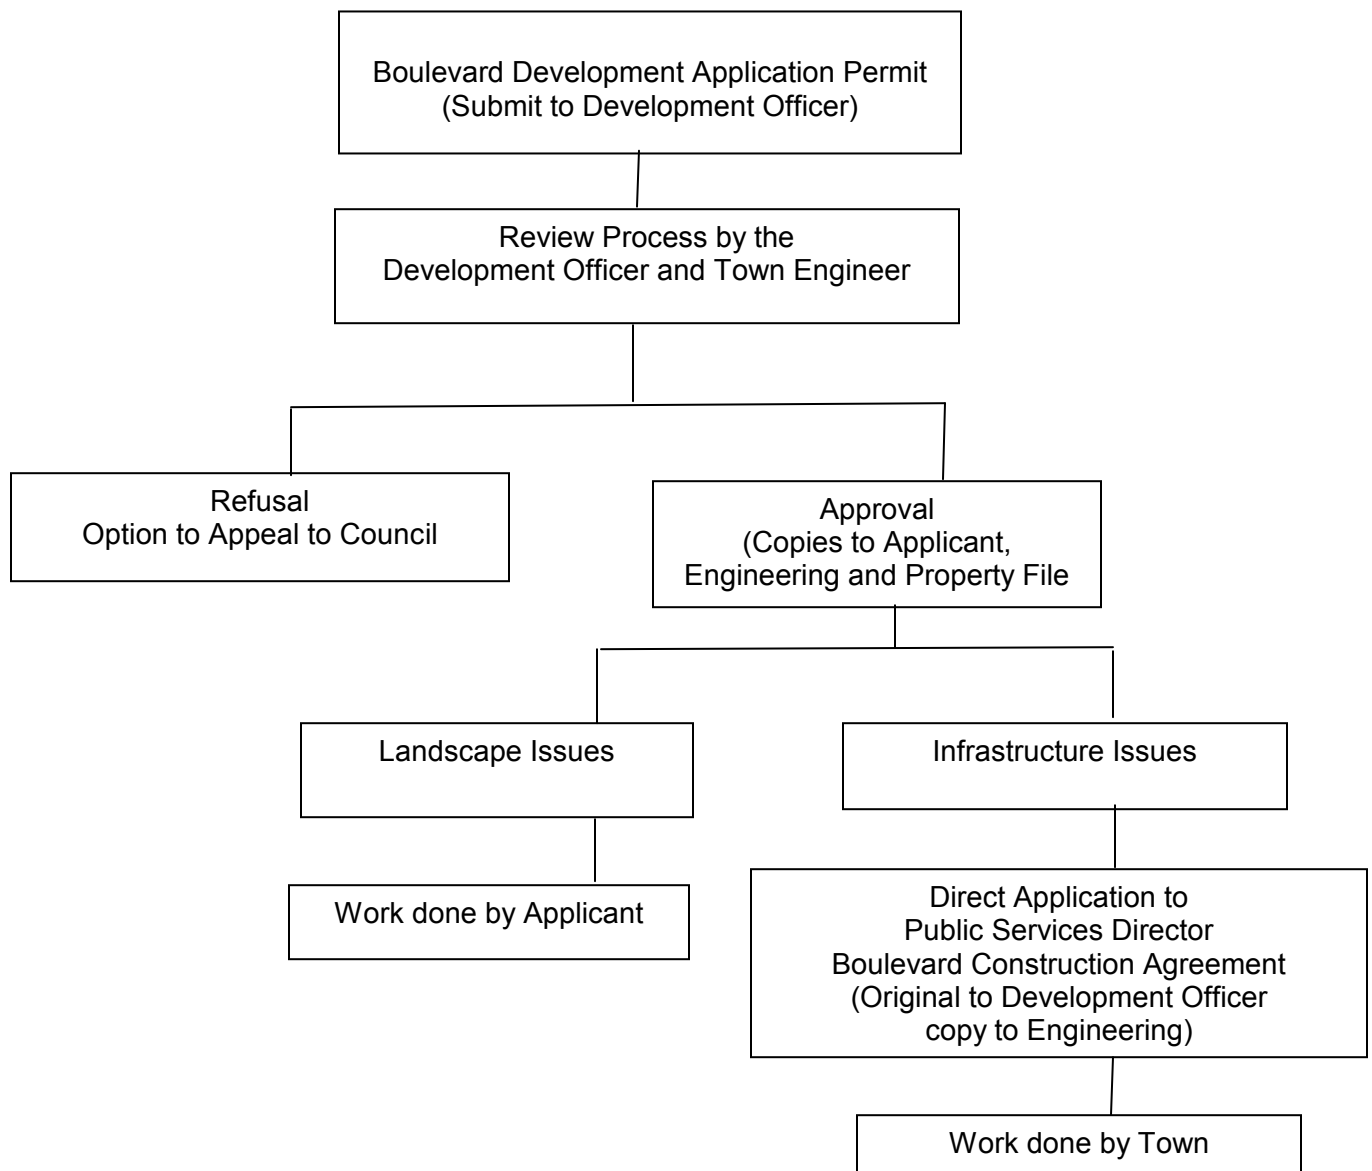 Boulevard Development Application Permit
(Submit to Development Officer)
Review Process by the
Development Officer and Town Engineer
Refusal
Option to Appeal to Council
Approval
(Copies to Applicant,
Engineering and Property File
Landscape Issues
Infrastructure Issues
Work done by Applicant
Direct Application to
Public Services Director
Boulevard Construction Agreement
(Original to Development Officer
copy to Engineering)
Work done by Town